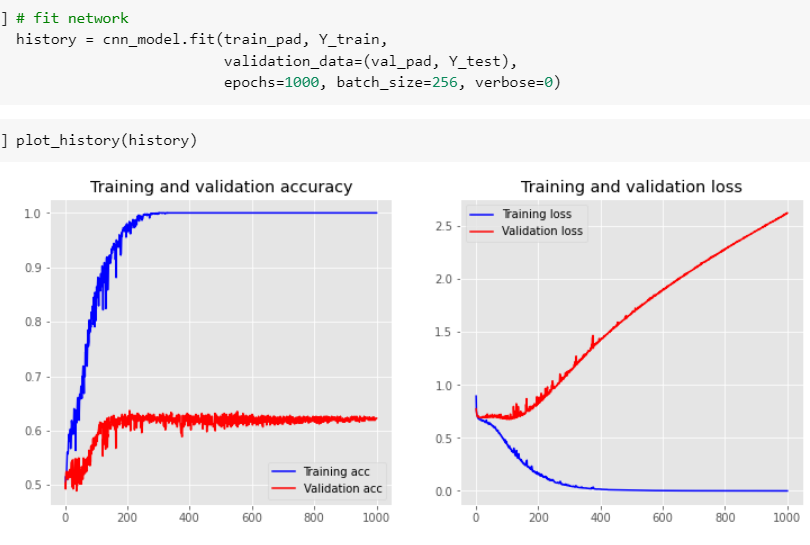 ] # fit network
history = cnn_model.fit(train_pad, Y_train,
validation_data=(val_pad, Y_test),
epochs=1000, batch_size=256, verbose=0)
] plot_history(history)
Training and validation accuracy
1.0
0.9
0.8
0.7
0.6
0.5
Training acc
Validation acc
0 200 400 600 800 1000
Training and validation loss
Training loss
Validation loss
2.5
2.0
1.5
1.0
0.5
0.0
0 200 400 600 800 1000